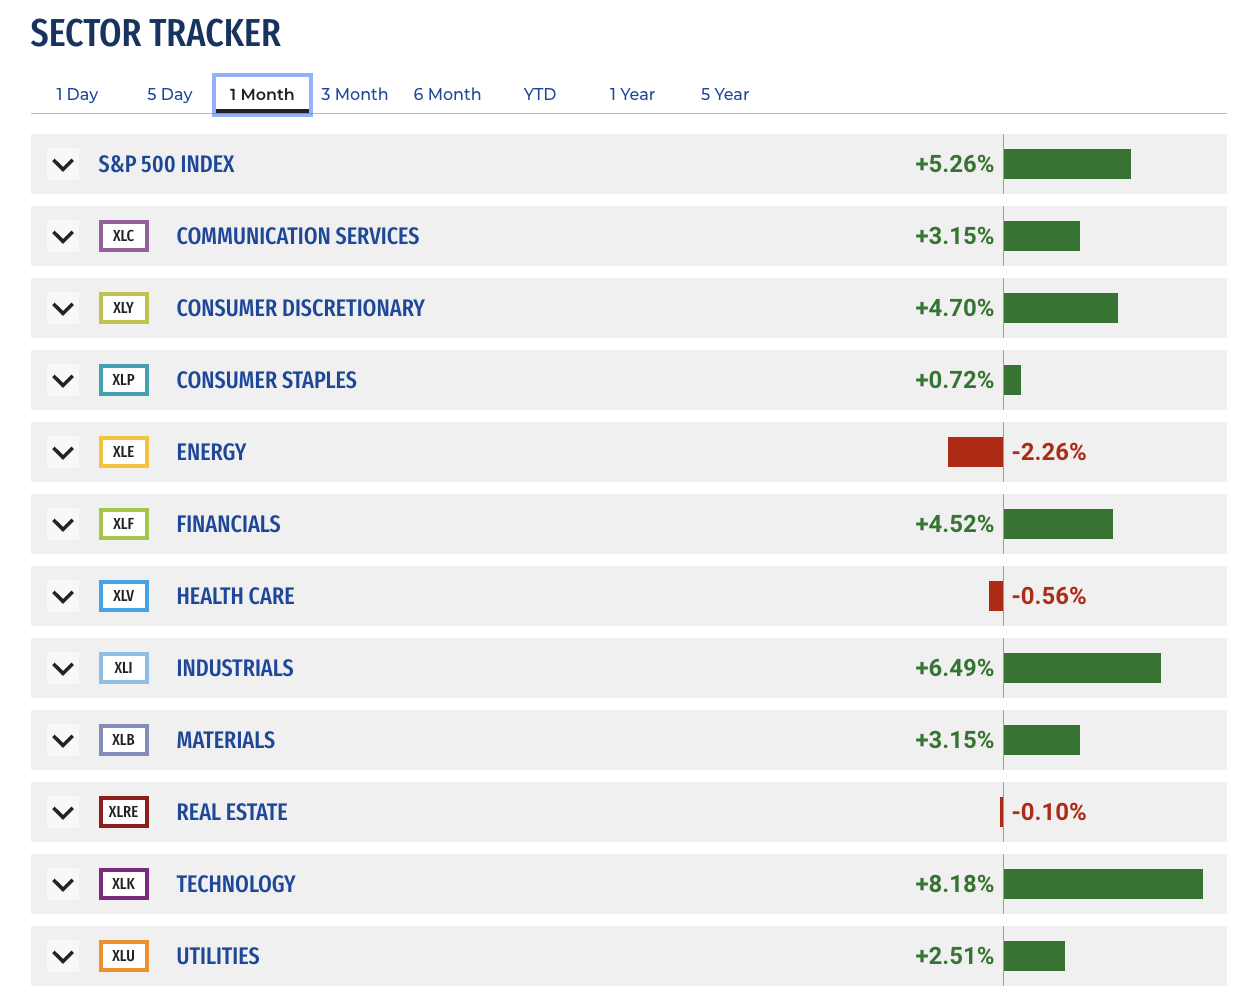 SECTOR TRACKER
1 Day 5 Day 1 Month 3 Month 6 Month YTD 1 Year 5 Year
S&P 500 INDEX +5.26%
XLC COMMUNICATION SERVICES +3.15%
XLY CONSUMER DISCRETIONARY +4.70%
XLP CONSUMER STAPLES +0.72%
XLE ENERGY -2.26%
XLF FINANCIALS +4.52%
XLV HEALTH CARE -0.56%
XLI INDUSTRIALS +6.49%
XLB MATERIALS +3.15%
XLRE REAL ESTATE -0.10%
XLK TECHNOLOGY +8.18%
XLU UTILITIES +2.51%